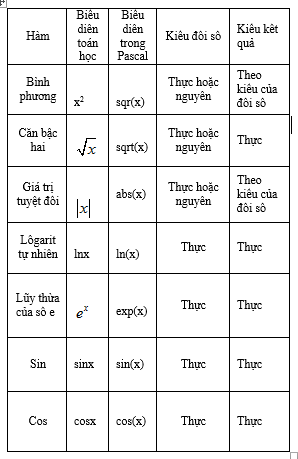 Hàm | Biểu diễn toán học | Biểu diễn trong Pascal | Kiểu đối số | Kiểu kết quả
Bình phương | x² | sqr(x) | Thực hoặc nguyên | Theo kiểu của đối số
Căn bậc hai | √x | sqrt(x) | Thực hoặc nguyên | Thực
Giá trị tuyệt đối | |x| | abs(x) | Thực hoặc nguyên | Theo kiểu của đối số
Lôgarit tự nhiên | lnx | ln(x) | Thực | Thực
Lũy thừa của số e | eˣ | exp(x) | Thực | Thực
Sin | sinx | sin(x) | Thực | Thực
Cos | cosx | cos(x) | Thực | Thực